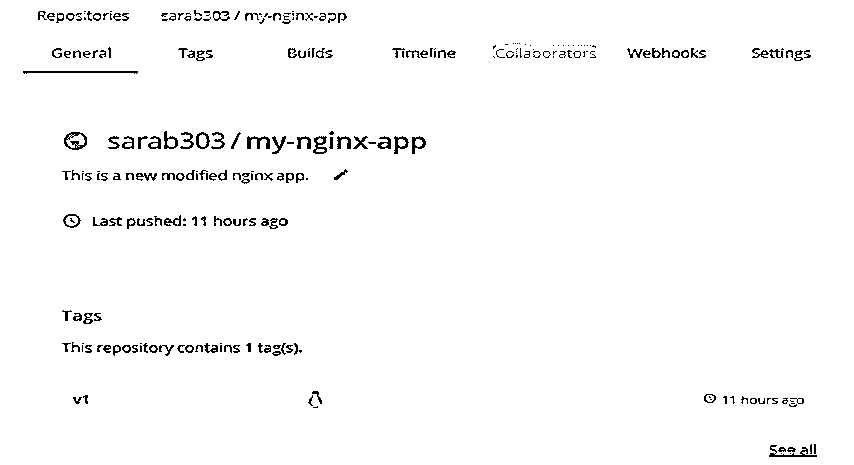 Repositories sarab303 / my-nginx-app
General Tags Builds Timeline Collaborators Webhooks Settings
sarab303 / my-nginx-app
This is a new modified nginx app.
Last pushed: 11 hours ago
Tags
This repository contains 1 tag(s).
v1 11 hours ago
See all